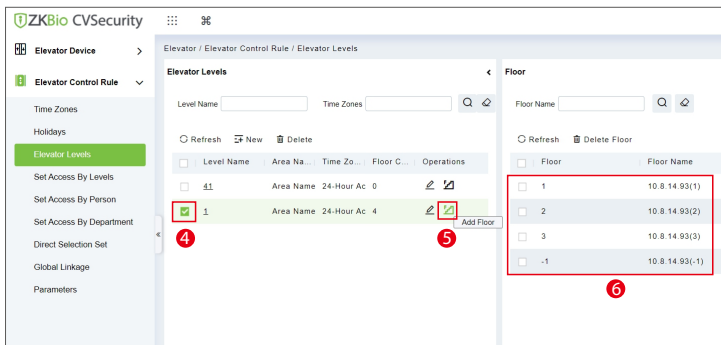 ZKBio CVSecurity
Elevator Device
Elevator / Elevator Control Rule / Elevator Levels
Elevator Control Rule
Time Zones
Holidays
Elevator Levels
Set Access By Levels
Set Access By Person
Set Access By Department
Direct Selection Set
Global Linkage
Parameters
Elevator Levels
Level Name Time Zones
Refresh New Delete
Level Name Area Na... Time Zo... Floor C... Operations
41 Area Name 24-Hour Ac 0
1 Area Name 24-Hour Ac 4
Add Floor
4 5
Floor
Floor Name
Refresh Delete Floor
Floor Floor Name
1 10.8.14.93(1)
2 10.8.14.93(2)
3 10.8.14.93(3)
-1 10.8.14.93(-1)
6